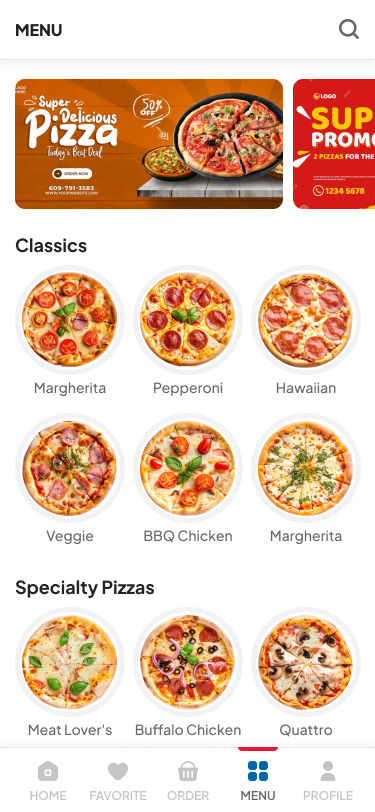 MENU
LOGO
HERE
Super
Delicious
Pizza
Today's Best Deal
50%
OFF
ORDER NOW
609-791-3583
WWW.YOURWEBSITE.COM
LOGO
SUP
PROMO
2 PIZZAS FOR THE
1234 5678
Classics
Margherita Pepperoni Hawaiian
Veggie BBQ Chicken Margherita
Specialty Pizzas
Meat Lover's Buffalo Chicken Quattro
HOME FAVORITE ORDER MENU PROFILE